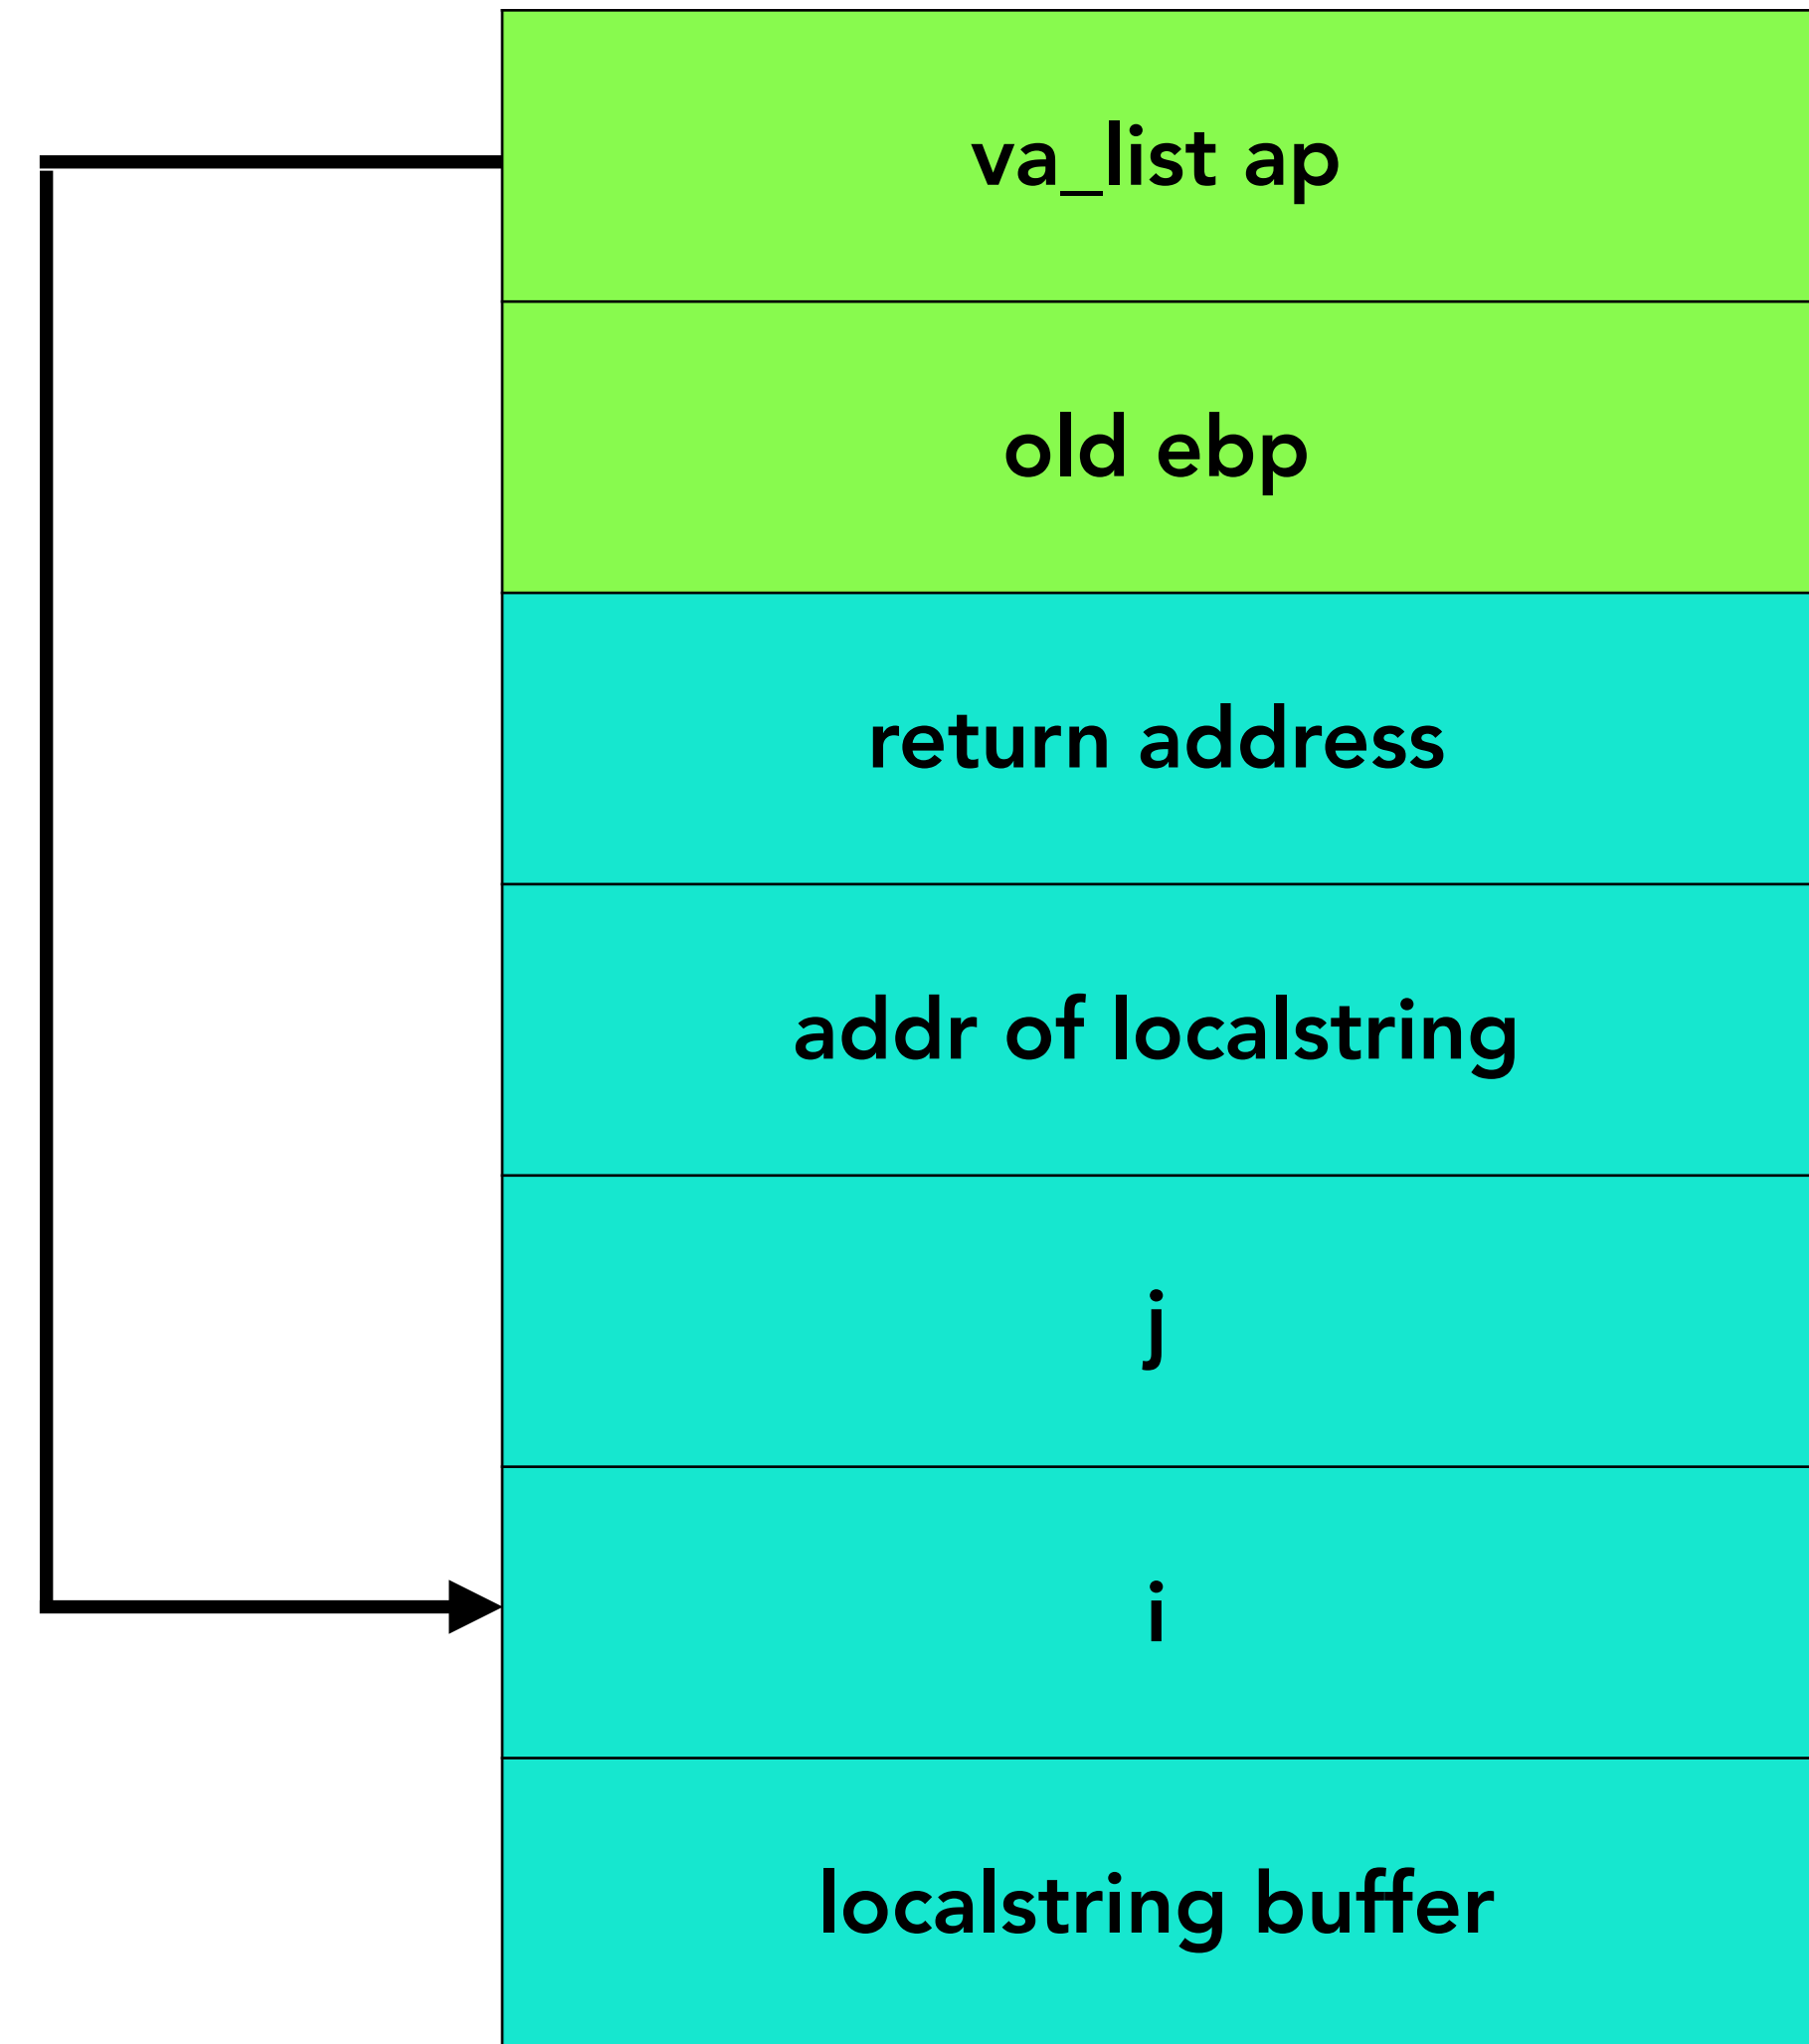 va_list ap
old ebp
return address
addr of localstring
j
i
localstring buffer